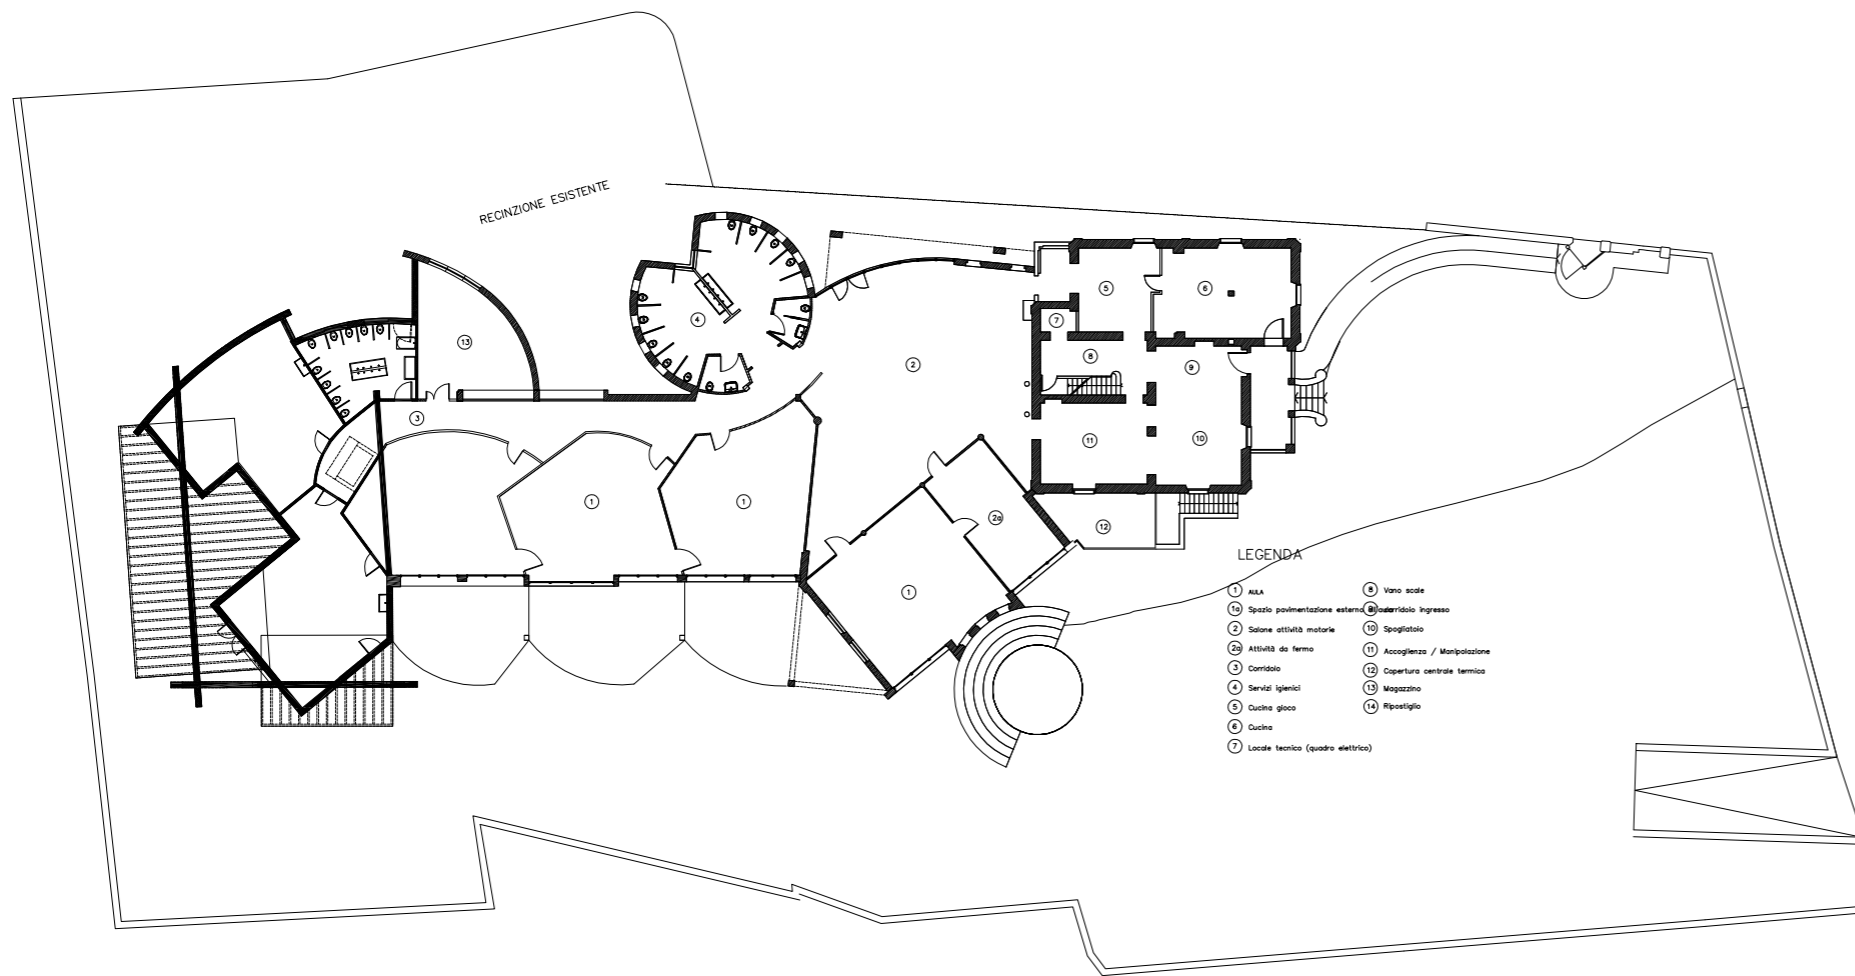 RECINZIONE ESISTENTE
4
13
5
6
7
8
9
2
3
11
10
1
1
2a
12
1
LEGENDA
1 AULA
1a Spazio pavimentazione esterna
2 Salone attività motorie
2a Attività da fermo
3 Corridoio
4 Servizi igienici
5 Cucina gioco
6 Cucina
7 Locale tecnico (quadro elettrico)
8 Vano scale
corridoio ingresso
10 Spogliatoio
11 Accoglienza / Manipolazione
12 Copertura centrale termica
13 Magazzino
14 Ripostiglio